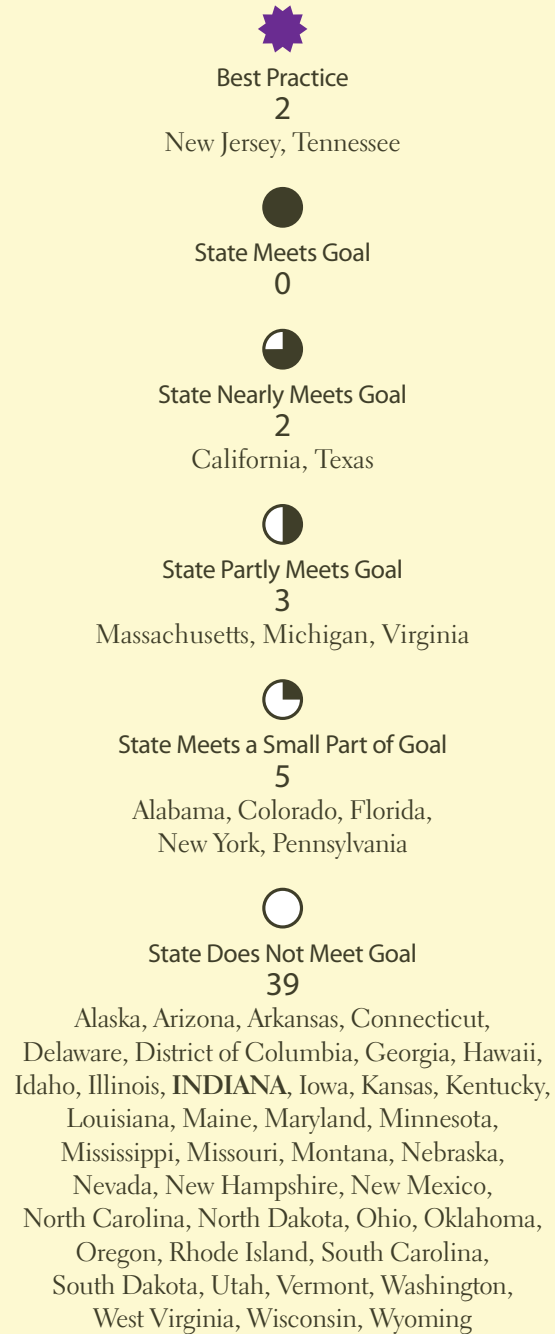 Best Practice
2
New Jersey, Tennessee
State Meets Goal
0
State Nearly Meets Goal
2
California, Texas
State Partly Meets Goal
3
Massachusetts, Michigan, Virginia
State Meets a Small Part of Goal
5
Alabama, Colorado, Florida,
New York, Pennsylvania
State Does Not Meet Goal
39
Alaska, Arizona, Arkansas, Connecticut,
Delaware, District of Columbia, Georgia, Hawaii,
Idaho, Illinois, INDIANA, Iowa, Kansas, Kentucky,
Louisiana, Maine, Maryland, Minnesota,
Mississippi, Missouri, Montana, Nebraska,
Nevada, New Hampshire, New Mexico,
North Carolina, North Dakota, Ohio, Oklahoma,
Oregon, Rhode Island, South Carolina,
South Dakota, Utah, Vermont, Washington,
West Virginia, Wisconsin, Wyoming